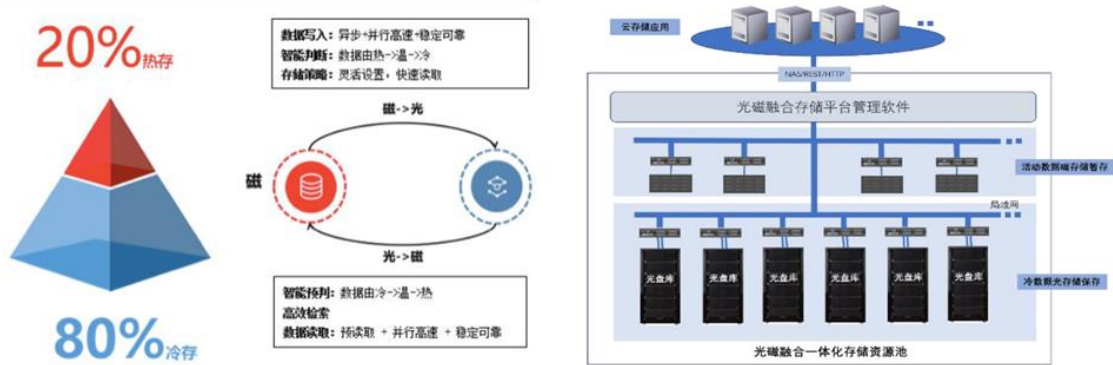 20%热存
80%冷存
数据写入：异步+并行高速+稳定可靠
智能判断：数据由热->温->冷
存储策略：灵活设置，快速读取
磁->光
磁
光->磁
智能预判：数据由冷->温->热
高效检索
数据读取：预读取 + 并行高速 + 稳定可靠
云存储应用
NAS/REST/HTTP
光磁融合存储平台管理软件
活动数据磁存储暂存
局域网
光盘库
光盘库
光盘库
光盘库
光盘库
光盘库
冷数据光存储保存
光磁融合一体化存储资源池